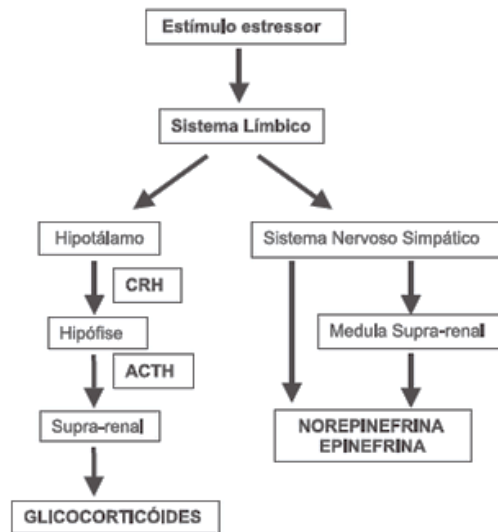 Estímulo estressor
Sistema Límbico
Hipotálamo
Sistema Nervoso Simpático
CRH
Hipófise
Medula Supra-renal
ACTH
Supra-renal
NOREPINEFRINA
EPINEFRINA
GLICOCORTICÓIDES